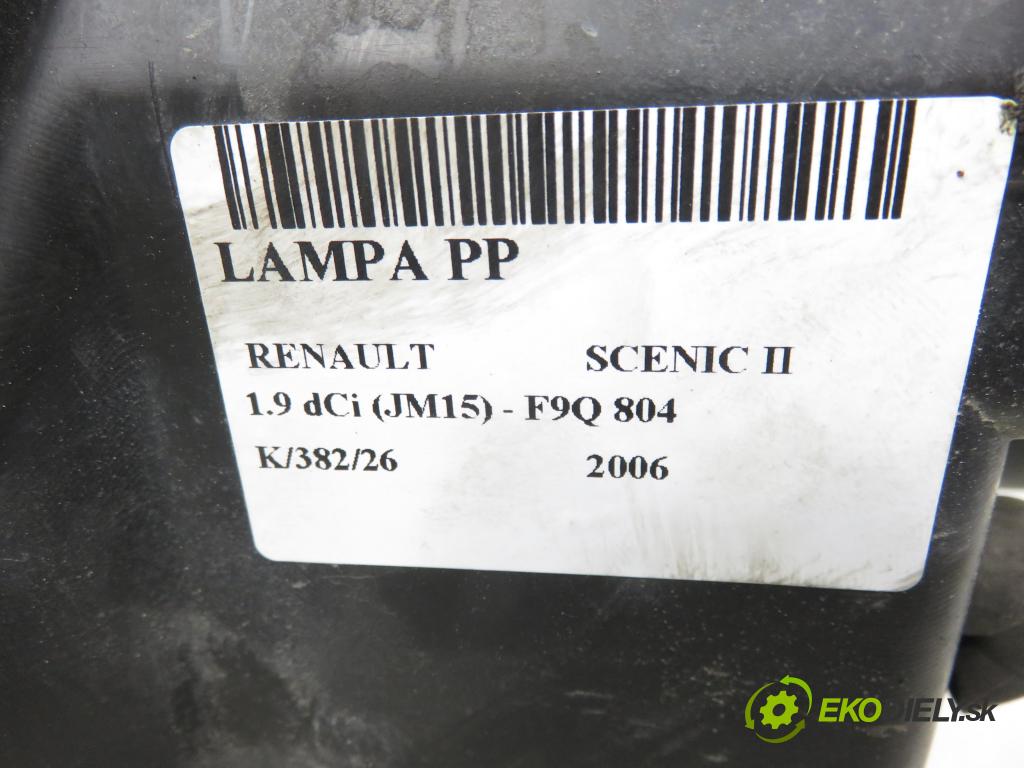 LAMPA PP
RENAULT SCENIC II
1.9 dCi (JM15) - F9Q 804
K/382/26 2006
EKODIELY.sk